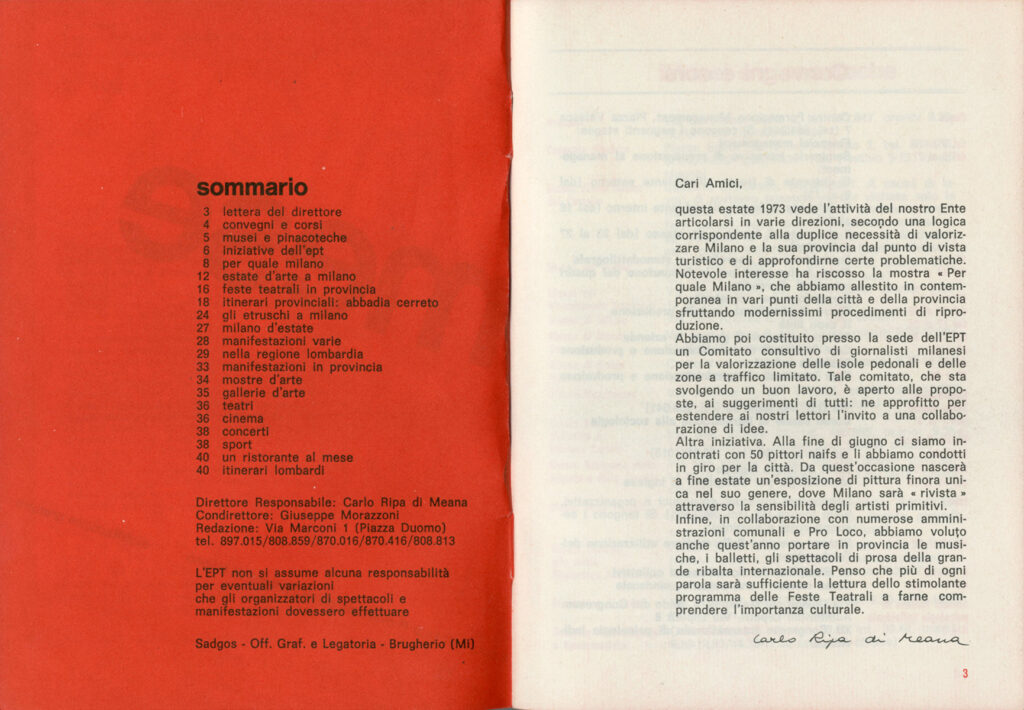 sommario
3 lettera del direttore
4 convegni e corsi
5 musei e pinacoteche
6 iniziative dell'ept
8 per quale milano
12 estate d'arte a milano
16 feste teatrali in provincia
18 itinerari provinciali: abbadia cerreto
24 gli etruschi a milano
27 milano d'estate
28 manifestazioni varie
29 nella regione lombardia
33 manifestazioni in provincia
34 mostre d'arte
35 gallerie d'arte
36 teatri
36 cinema
38 concerti
38 sport
40 un ristorante al mese
40 itinerari lombardi
Direttore Responsabile: Carlo Ripa di Meana
Condirettore: Giuseppe Morazzoni
Redazione: Via Marconi 1 (Piazza Duomo)
tel. 897.015/808.859/870.016/870.416/808.813
L'EPT non si assume alcuna responsabilità
per eventuali variazioni
che gli organizzatori di spettacoli e
manifestazioni dovessero effettuare
Sadgos - Off. Graf. e Legatoria - Brugherio (Mi)
Cari Amici,
questa estate 1973 vede l'attività del nostro Ente
articolarsi in varie direzioni, secondo una logica
corrispondente alla duplice necessità di valoriz-
zare Milano e la sua provincia dal punto di vista
turistico e di approfondirne certe problematiche.
Notevole interesse ha riscosso la mostra « Per
quale Milano », che abbiamo allestito in contem-
poranea in vari punti della città e della provincia
sfruttando modernissimi procedimenti di ripro-
duzione.
Abbiamo poi costituito presso la sede dell'EPT
un Comitato consultivo di giornalisti milanesi
per la valorizzazione delle isole pedonali e delle
zone a traffico limitato. Tale comitato, che sta
svolgendo un buon lavoro, è aperto alle propo-
ste, ai suggerimenti di tutti: ne approfitto per
estendere ai nostri lettori l'invito a una collabo-
razione di idee.
Altra iniziativa. Alla fine di giugno ci siamo in-
contrati con 50 pittori naifs e li abbiamo condotti
in giro per la città. Da quest'occasione nascerà
a fine estate un'esposizione di pittura finora uni-
ca nel suo genere, dove Milano sarà « rivista »
attraverso la sensibilità degli artisti primitivi.
Infine, in collaborazione con numerose ammini-
strazioni comunali e Pro Loco, abbiamo voluto
anche quest'anno portare in provincia le musi-
che, i balletti, gli spettacoli di prosa della gran-
de ribalta internazionale. Penso che più di ogni
parola sarà sufficiente la lettura dello stimolante
programma delle Feste Teatrali a farne com-
prendere l'importanza culturale.
Carlo Ripa di Meana
3